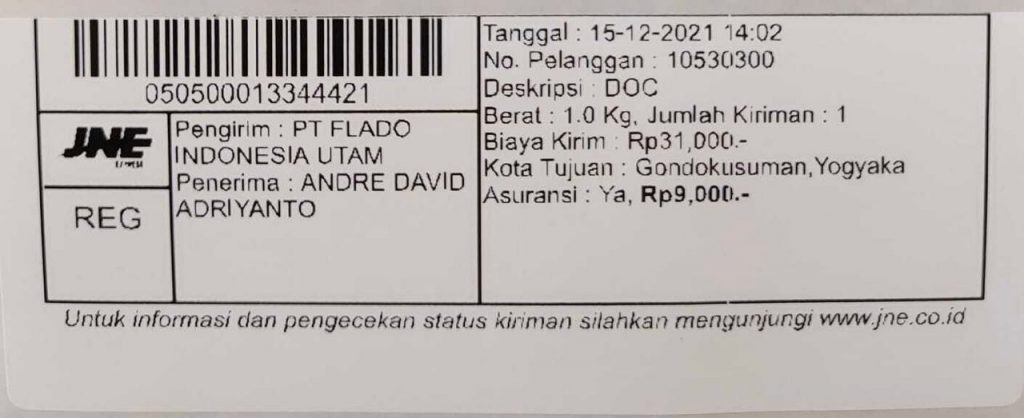 050500013344421
JNE
EXPRESS
REG
Pengirim : PT FLADO
INDONESIA UTAM
Penerima : ANDRE DAVID
ADRIYANTO
Tanggal : 15-12-2021 14:02
No. Pelanggan : 10530300
Deskripsi : DOC
Berat : 1.0 Kg, Jumlah Kiriman : 1
Biaya Kirim : Rp31,000.-
Kota Tujuan : Gondokusuman,Yogyaka
Asuransi : Ya, Rp9,000.-
Untuk informasi dan pengecekan status kiriman silahkan mengunjungi www.jne.co.id